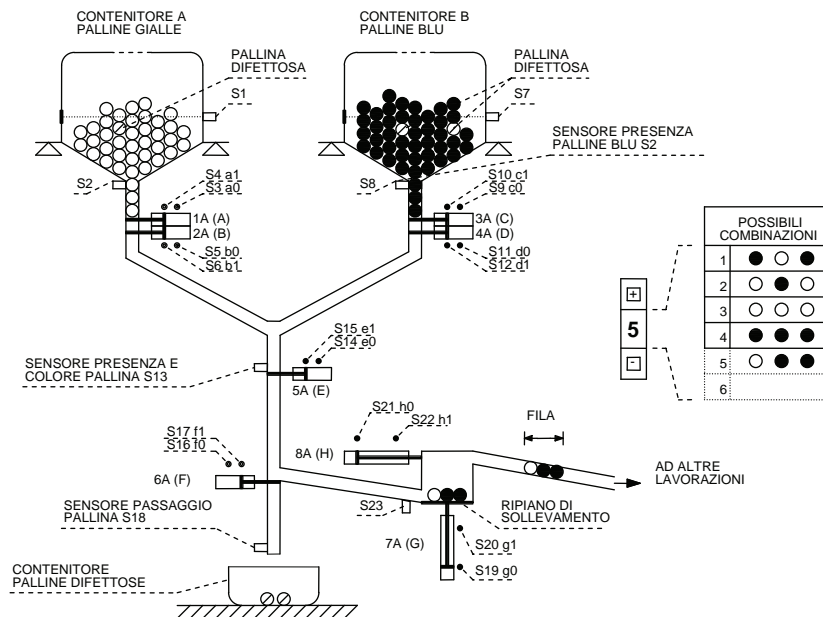 CONTENITORE A
PALLINE GIALLE
CONTENITORE B
PALLINE BLU
PALLINA
DIFETTOSA
S1
PALLINA
DIFETTOSA
S7
SENSORE PRESENZA
PALLINE BLU S2
S2
S4 a1
S3 a0
1A (A)
2A (B)
S5 b0
S6 b1
S8
S10 c1
S9 c0
3A (C)
4A (D)
S11 d0
S12 d1
POSSIBILI
COMBINAZIONI
1
2
3
4
5
6
+
5
-
SENSORE PRESENZA E
COLORE PALLINA S13
S15 e1
S14 e0
5A (E)
S17 f1
S16 f0
6A (F)
S21 h0
S22 h1
8A (H)
FILA
AD ALTRE
LAVORAZIONI
SENSORE PASSAGGIO
PALLINA S18
S23
RIPIANO DI
SOLLEVAMENTO
7A (G)
S20 g1
S19 g0
CONTENITORE
PALLINE DIFETTOSE